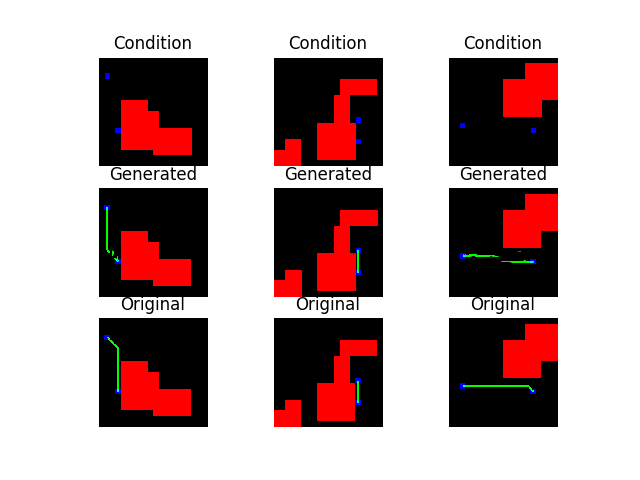 Condition Condition Condition
Generated Generated Generated
Original Original Original